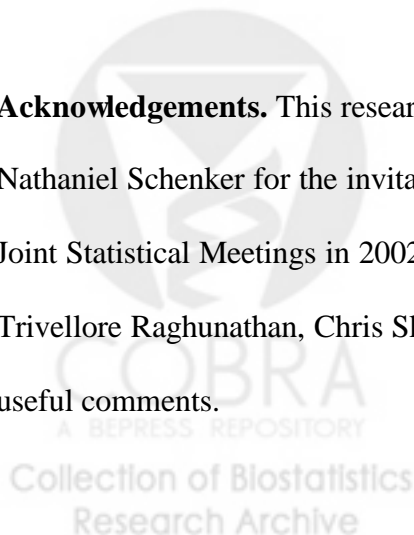 Acknowledgements. This resear
Nathaniel Schenker for the invita
Joint Statistical Meetings in 2002
Trivellore Raghunathan, Chris Sk
useful comments.
COBRA
A BEPRESS REPOSITORY
Collection of Biostatistics
Research Archive